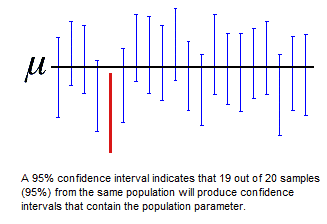 μ
A 95% confidence interval indicates that 19 out of 20 samples
(95%) from the same population will produce confidence
intervals that contain the population parameter.